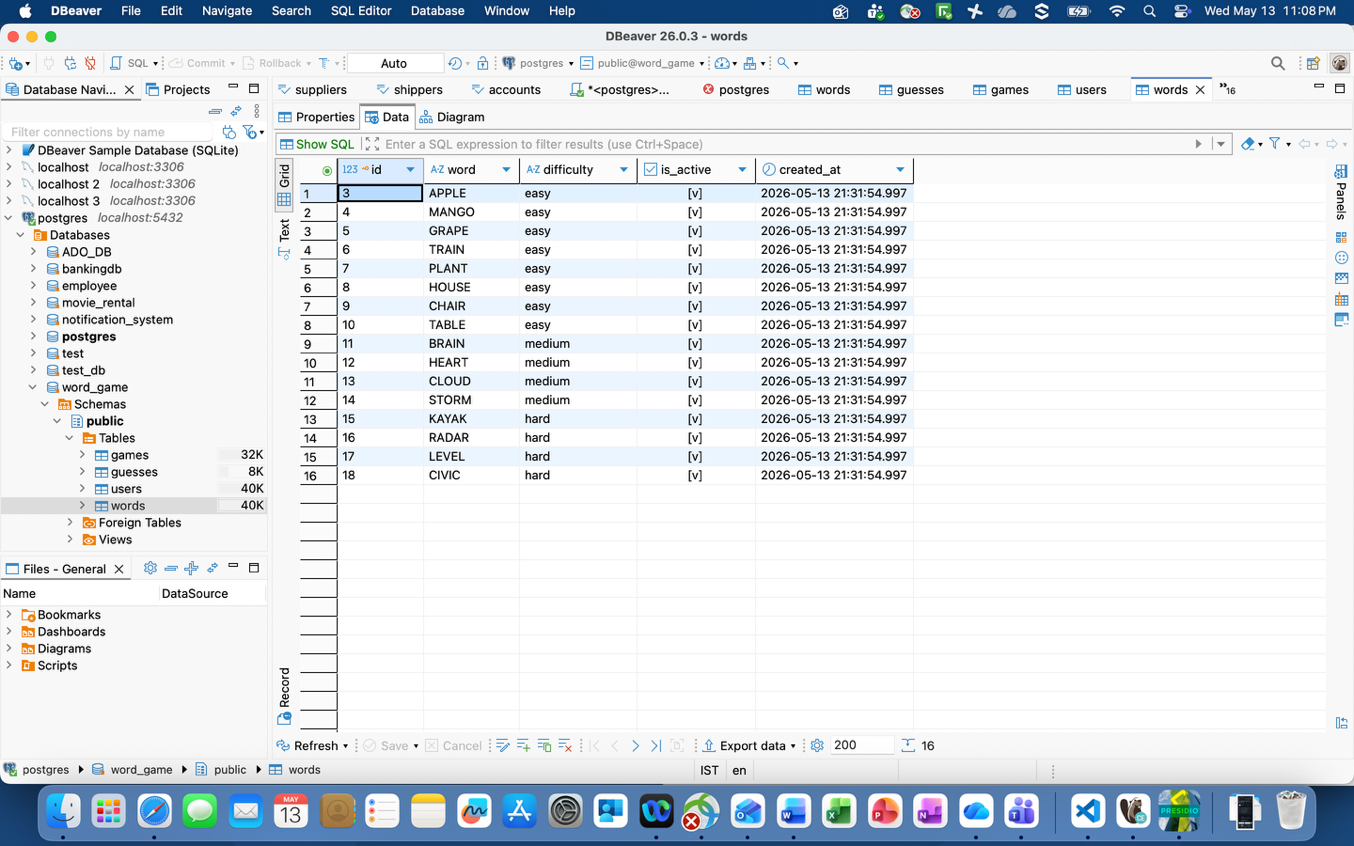 DBeaver File Edit Navigate Search SQL Editor Database Window Help Wed May 13 11:08 PM
DBeaver 26.0.3 - words
SQL Commit Rollback T Auto postgres public@word_game
Database Navi... Projects
suppliers shippers accounts *<postgres>... postgres words guesses games users words »16
Filter connections by name
Properties Data Diagram
Show SQL Enter a SQL expression to filter results (use Ctrl+Space)
DBeaver Sample Database (SQLite)
localhost localhost:3306
localhost 2 localhost:3306
localhost 3 localhost:3306
postgres localhost:5432
Databases
ADO_DB
bankingdb
employee
movie_rental
notification_system
postgres
test
test_db
word_game
Schemas
public
Tables
games 32K
guesses 8K
users 40K
words 40K
Foreign Tables
Views
Files - General
Name DataSource
Bookmarks
Dashboards
Diagrams
Scripts
Grid
Text
Record
123 id A-Z word A-Z difficulty is_active created_at
1 3 APPLE easy [v] 2026-05-13 21:31:54.997
2 4 MANGO easy [v] 2026-05-13 21:31:54.997
3 5 GRAPE easy [v] 2026-05-13 21:31:54.997
4 6 TRAIN easy [v] 2026-05-13 21:31:54.997
5 7 PLANT easy [v] 2026-05-13 21:31:54.997
6 8 HOUSE easy [v] 2026-05-13 21:31:54.997
7 9 CHAIR easy [v] 2026-05-13 21:31:54.997
8 10 TABLE easy [v] 2026-05-13 21:31:54.997
9 11 BRAIN medium [v] 2026-05-13 21:31:54.997
10 12 HEART medium [v] 2026-05-13 21:31:54.997
11 13 CLOUD medium [v] 2026-05-13 21:31:54.997
12 14 STORM medium [v] 2026-05-13 21:31:54.997
13 15 KAYAK hard [v] 2026-05-13 21:31:54.997
14 16 RADAR hard [v] 2026-05-13 21:31:54.997
15 17 LEVEL hard [v] 2026-05-13 21:31:54.997
16 18 CIVIC hard [v] 2026-05-13 21:31:54.997
Panels
Refresh Save Cancel Export data 200 16
postgres word_game public words IST en
MAY
13
PRESIDIO